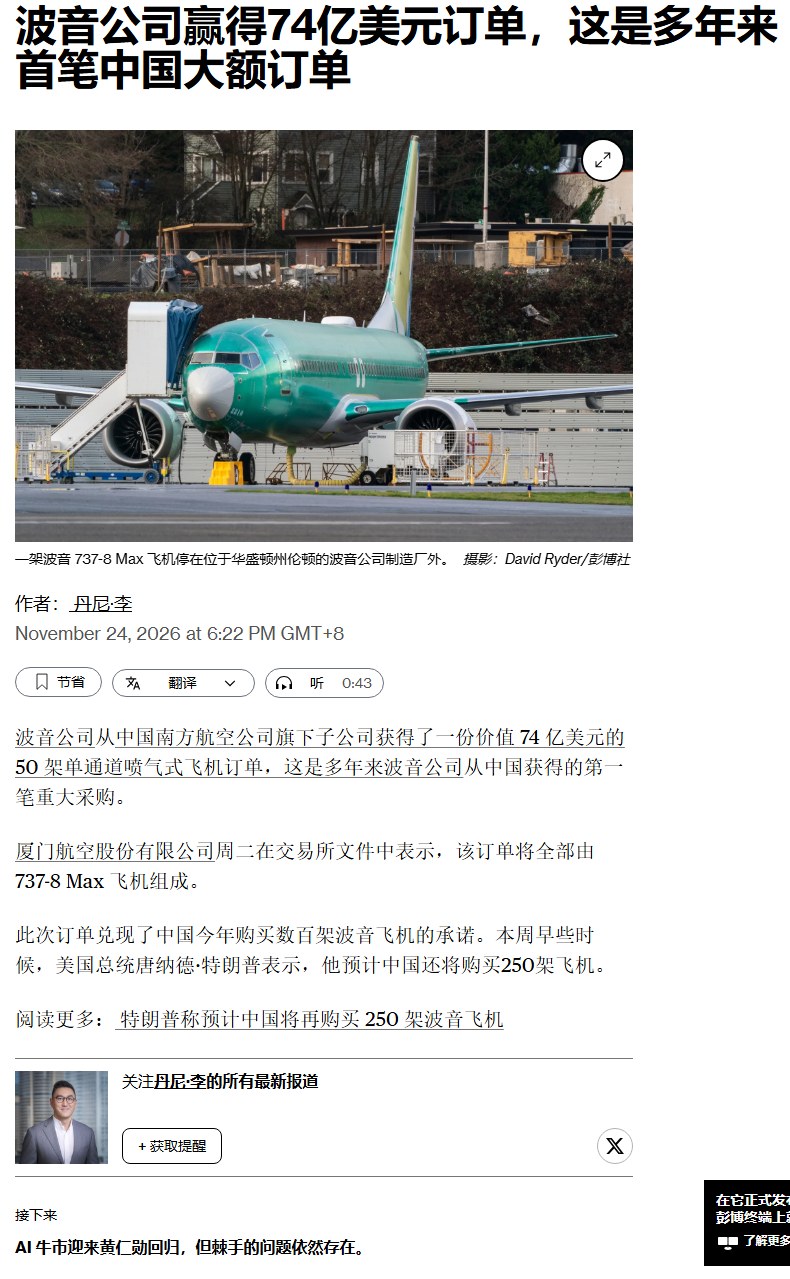 波音公司赢得74亿美元订单，这是多年来
首笔中国大额订单
一架波音 737-8 Max 飞机停在位于华盛顿州伦顿的波音公司制造厂外。 摄影：David Ryder/彭博社
作者： 丹尼·李
November 24, 2026 at 6:22 PM GMT+8
节省 翻译 听 0:43
波音公司从中国南方航空公司旗下子公司获得了一份价值 74 亿美元的
50 架单通道喷气式飞机订单，这是多年来波音公司从中国获得的第一
笔重大采购。
厦门航空股份有限公司周二在交易所文件中表示，该订单将全部由
737-8 Max 飞机组成。
此次订单兑现了中国今年购买数百架波音飞机的承诺。本周早些时
候，美国总统唐纳德·特朗普表示，他预计中国还将购买250架飞机。
阅读更多： 特朗普称预计中国将再购买 250 架波音飞机
关注丹尼·李的所有最新报道
+ 获取提醒
接下来
AI 牛市迎来黄仁勋回归，但棘手的问题依然存在。
在它正式发
彭博终端上
了解更多